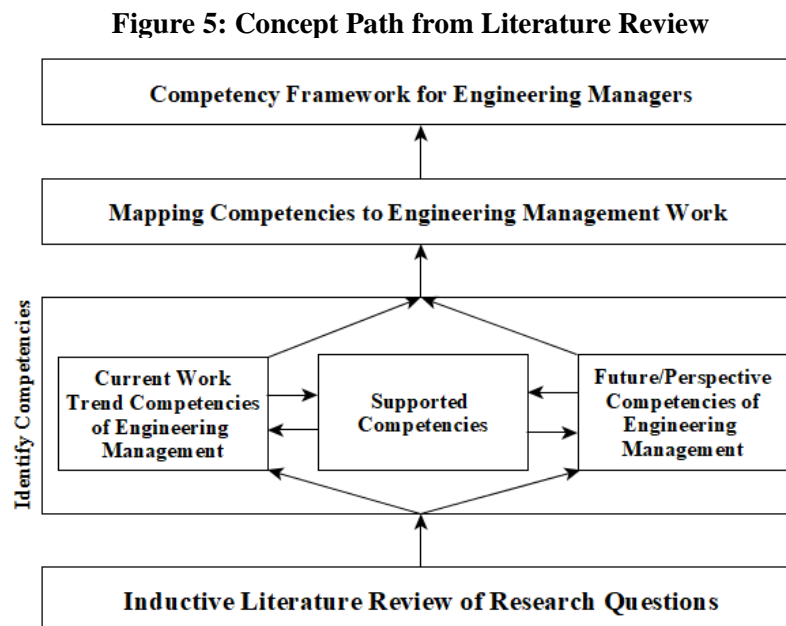 Figure 5: Concept Path from Literature Review
Competency Framework for Engineering Managers
Mapping Competencies to Engineering Management Work
Identify Competencies
Current Work
Trend Competencies
of Engineering
Management
Supported
Competencies
Future/Perspective
Competencies of
Engineering
Management
Inductive Literature Review of Research Questions